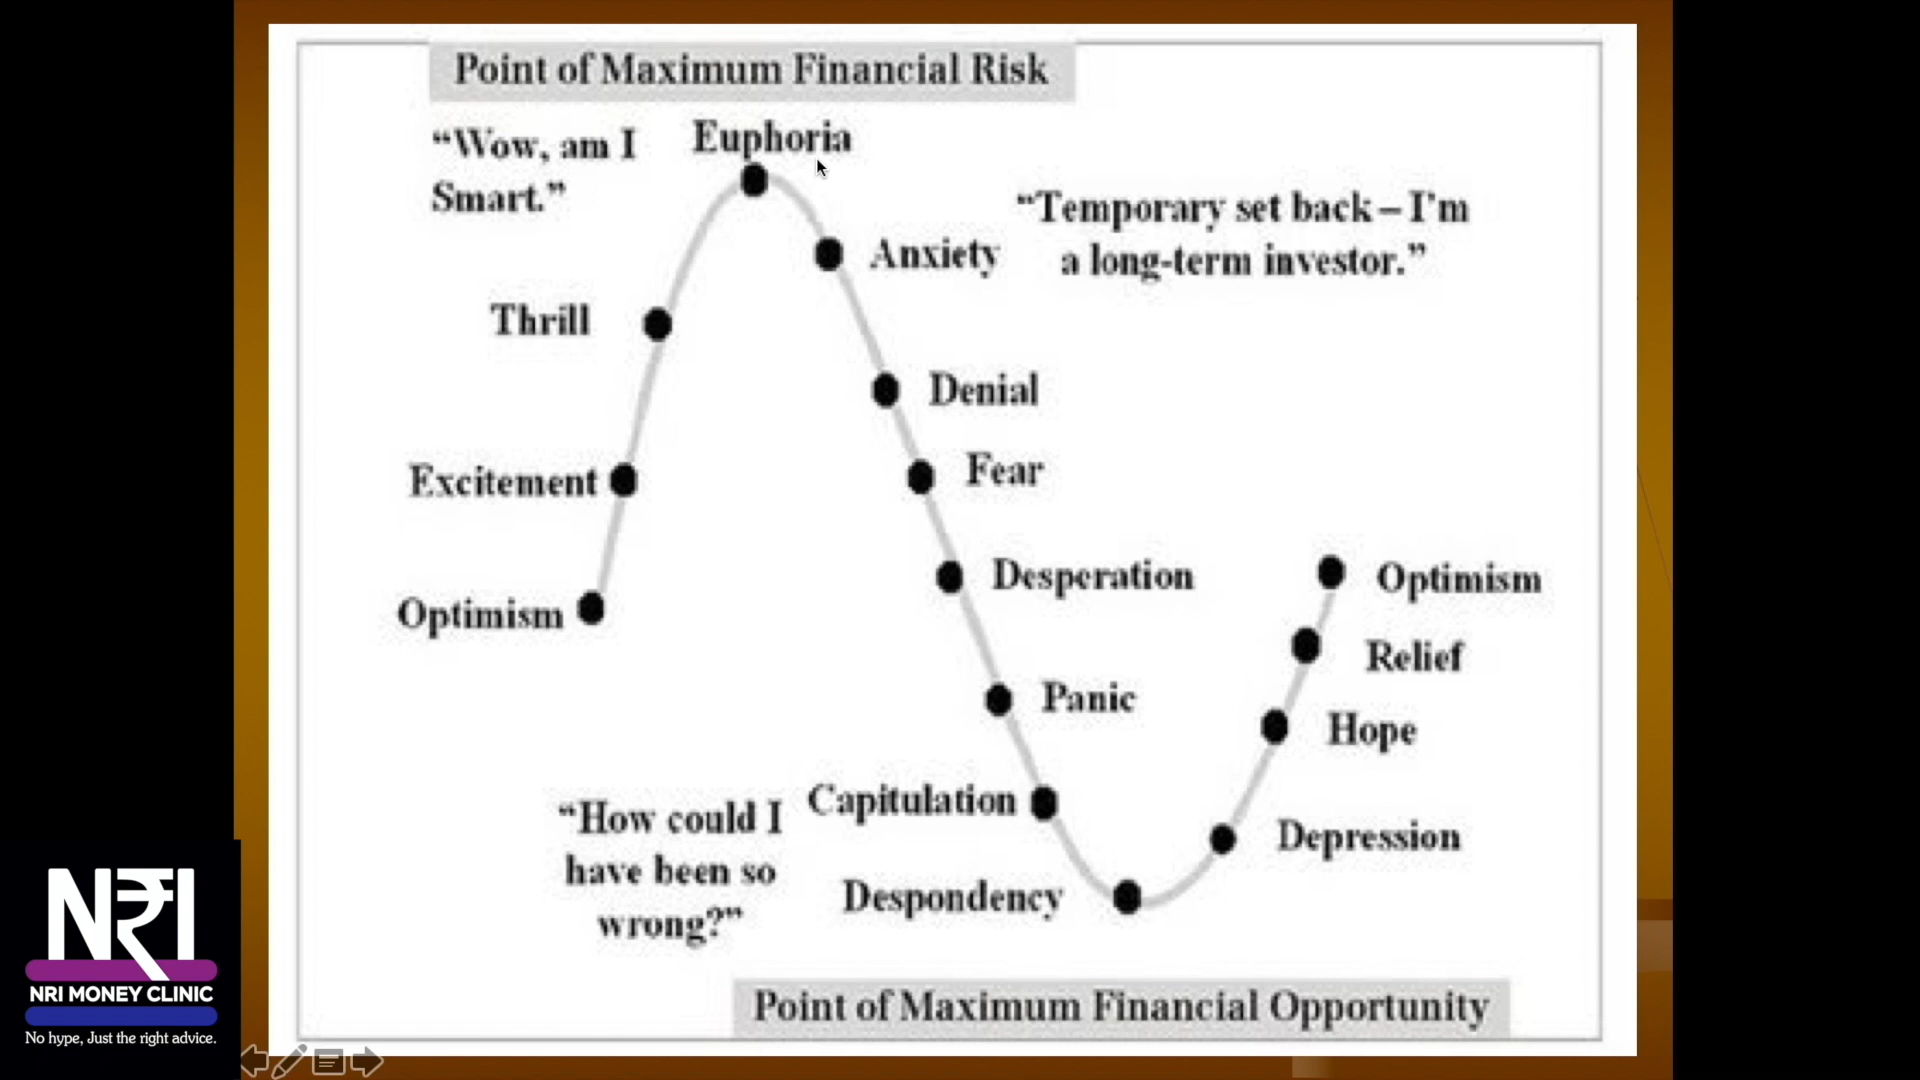 Point of Maximum Financial Risk
“Wow, am I
Smart.”
Euphoria
“Temporary set back – I’m
a long-term investor.”
Anxiety
Thrill
Denial
Fear
Excitement
Desperation
Optimism
Optimism
Relief
Panic
Hope
Capitulation
“How could I
have been so
wrong?”
Depression
Despondency
Point of Maximum Financial Opportunity
NRI
NRI MONEY CLINIC
No hype, Just the right advice.